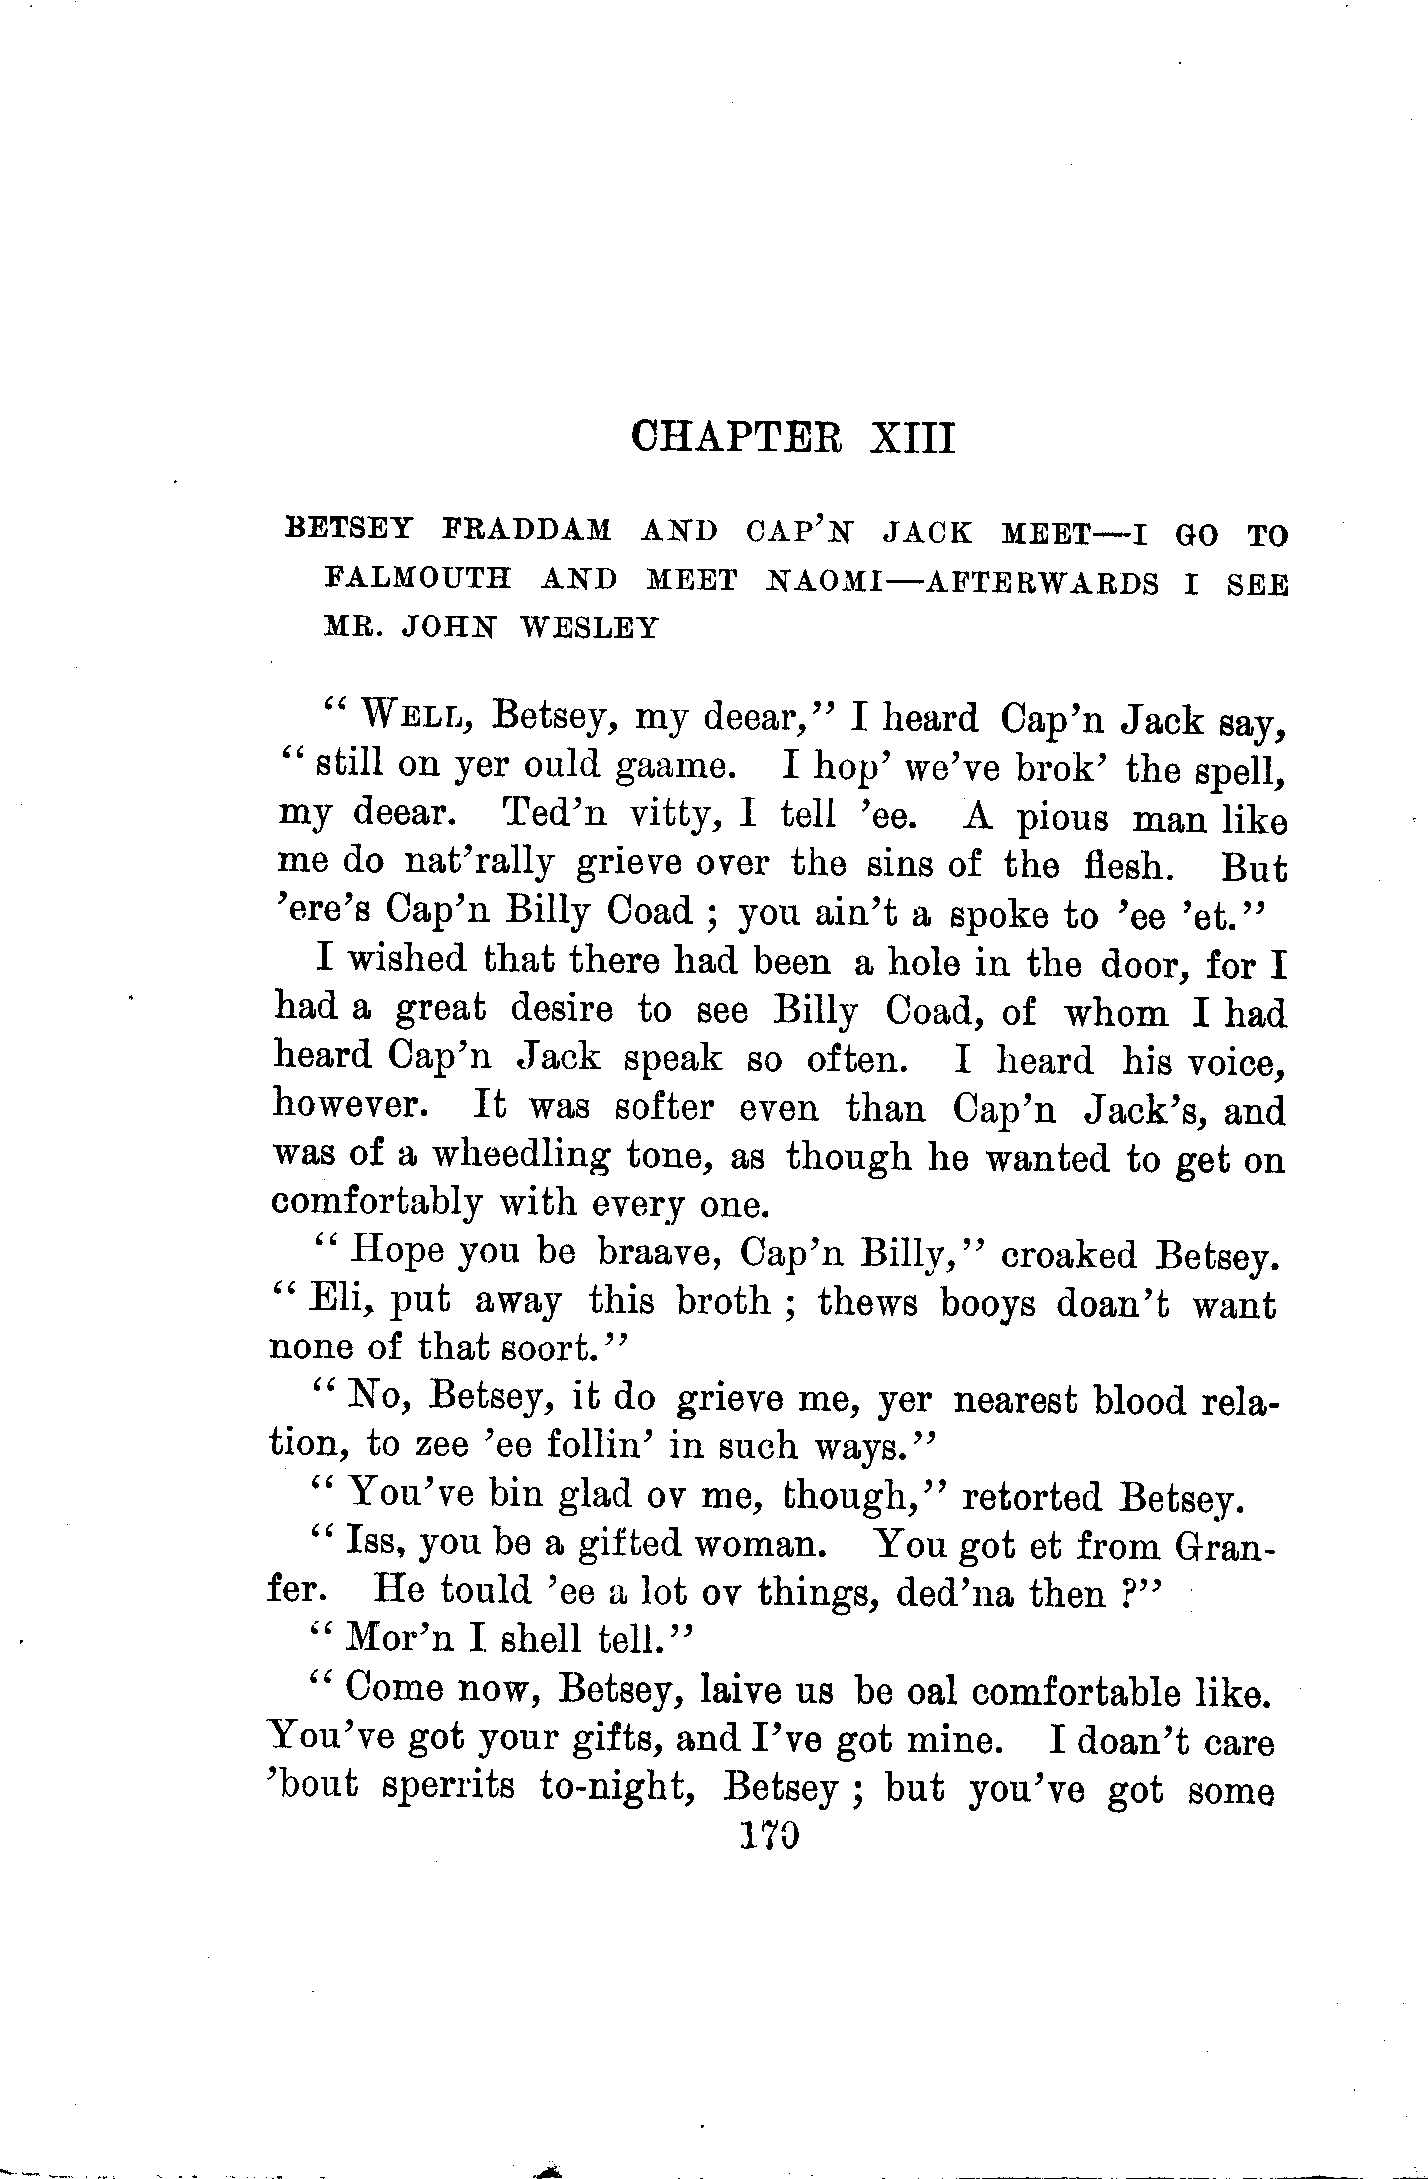 CHAPTER XIII
BETSEY FRADDAM AND CAP'N JACK MEET—I GO TO
FALMOUTH AND MEET NAOMI—AFTERWARDS I SEE
MR. JOHN WESLEY
"WELL, Betsey, my deear," I heard Cap'n Jack say,
"still on yer ould gaame. I hop' we've brok' the spell,
my deear. Ted'n vitty, I tell 'ee. A pious man like
me do nat'rally grieve over the sins of the flesh. But
'ere's Cap'n Billy Coad; you ain't a spoke to 'ee 'et."
I wished that there had been a hole in the door, for I
had a great desire to see Billy Coad, of whom I had
heard Cap'n Jack speak so often. I heard his voice,
however. It was softer even than Cap'n Jack's, and
was of a wheedling tone, as though he wanted to get on
comfortably with every one.
"Hope you be braave, Cap'n Billy," croaked Betsey.
"Eli, put away this broth; thews booys doan't want
none of that soort."
"No, Betsey, it do grieve me, yer nearest blood rela-
tion, to zee 'ee follin' in such ways."
"You've bin glad ov me, though," retorted Betsey.
"Iss, you be a gifted woman. You got et from Gran-
fer. He tould 'ee a lot ov things, ded'na then?"
"Mor'n I shell tell."
"Come now, Betsey, laive us be oal comfortable like.
You've got your gifts, and I've got mine. I doan't care
'bout sperrits to-night, Betsey; but you've got some
170